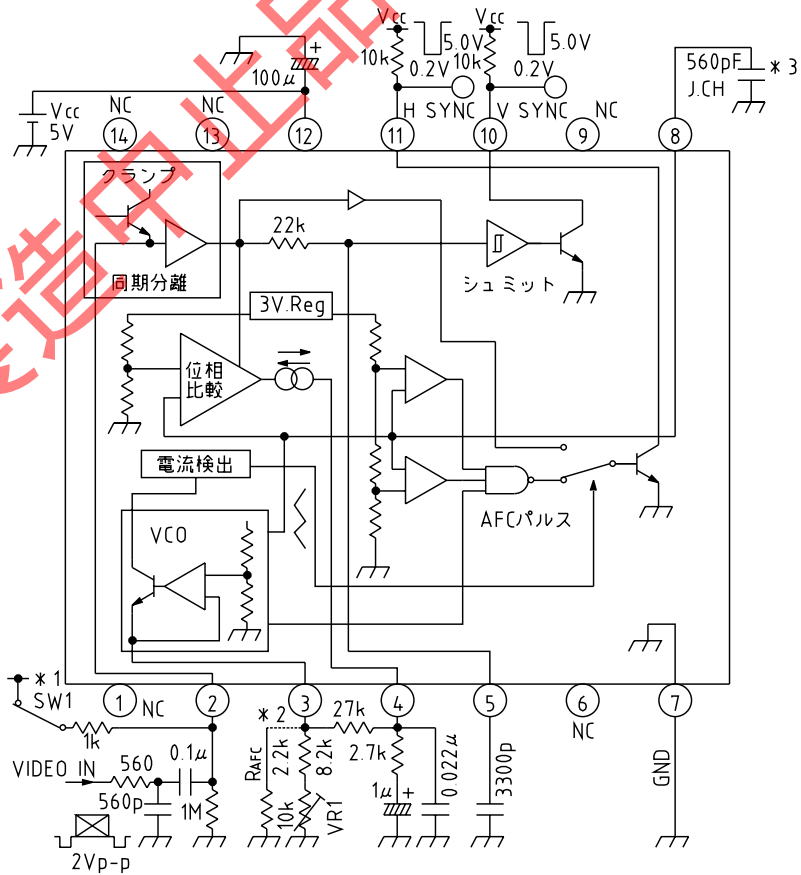 Vcc
Vcc
5.0V
5.0V
10k
10k
0.2V
0.2V
560pF
* 3
J.CH
100μ
+
Vcc
5V
NC
NC
H SYNC
V SYNC
NC
14
13
12
11
10
9
8
クランプ
同期分離
22k
シュミット
3V.Reg
位相
比較
電流検出
VCO
AFCパルス
1
NC
2
3
4
5
6
NC
7
* 1
SW1
1k
* 2
27k
RAFC
2.2k
8.2k
2.7k
0.022μ
3300p
GND
VIDEO IN
560
0.1μ
560p
1M
10k
VR1
1μ
+
2Vp-p
製造中止品